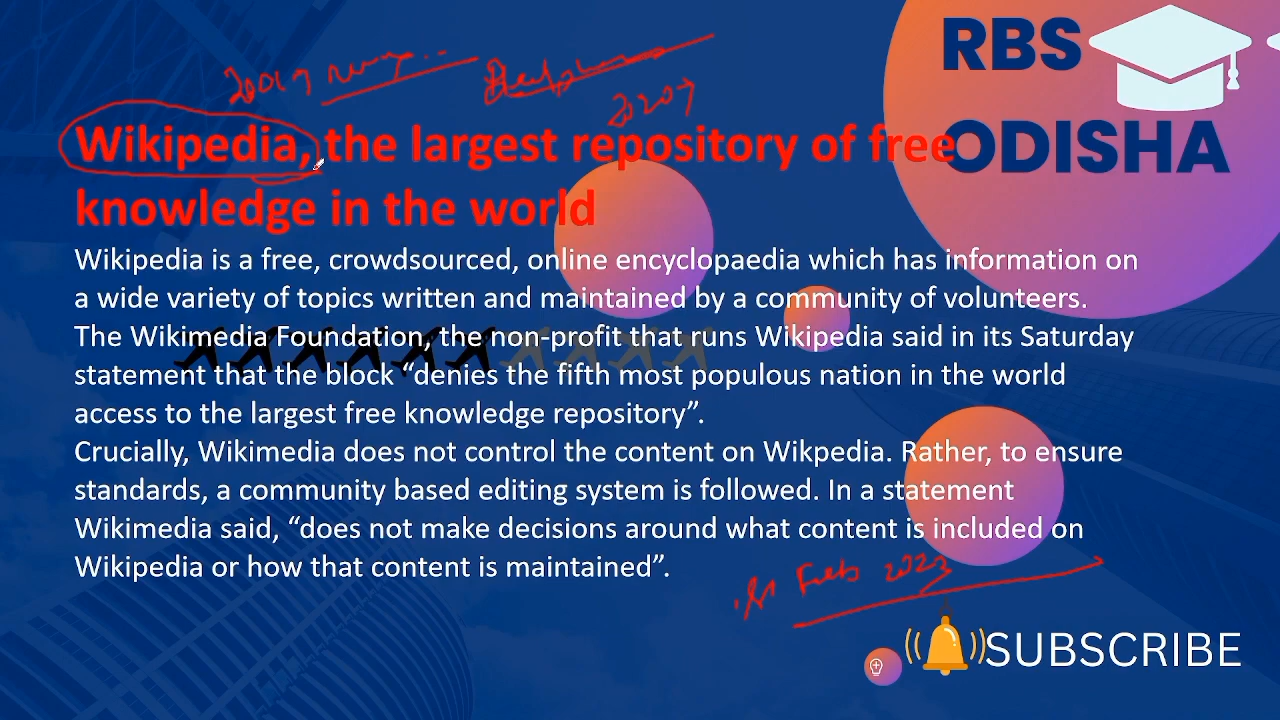 RBS
ODISHA
Wikipedia, the largest repository of free
knowledge in the world
Wikipedia is a free, crowdsourced, online encyclopaedia which has information on
a wide variety of topics written and maintained by a community of volunteers.
The Wikimedia Foundation, the non-profit that runs Wikipedia said in its Saturday
statement that the block “denies the fifth most populous nation in the world
access to the largest free knowledge repository”.
Crucially, Wikimedia does not control the content on Wikpedia. Rather, to ensure
standards, a community based editing system is followed. In a statement
Wikimedia said, “does not make decisions around what content is included on
Wikipedia or how that content is maintained”.
Feb 2023
SUBSCRIBE